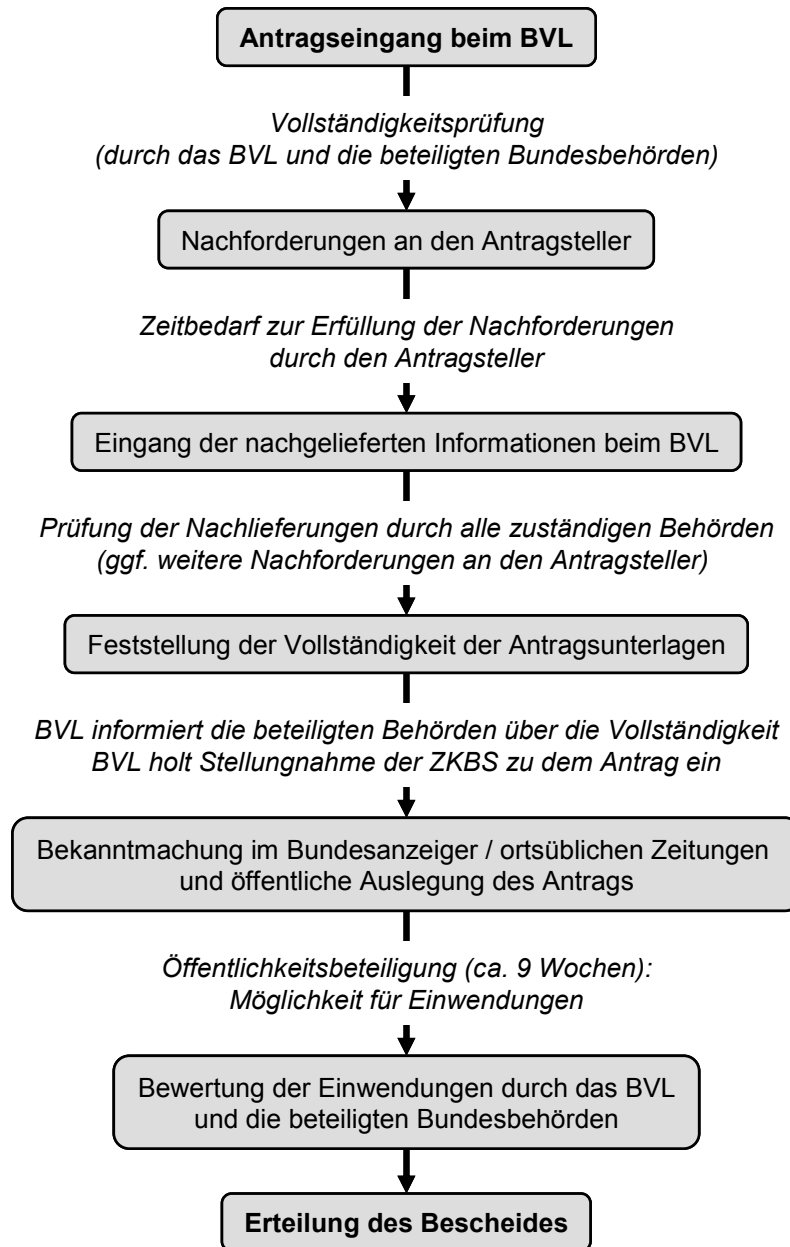 Antragseingang beim BVL
Vollständigkeitsprüfung
(durch das BVL und die beteiligten Bundesbehörden)
Nachforderungen an den Antragsteller
Zeitbedarf zur Erfüllung der Nachforderungen
durch den Antragsteller
Eingang der nachgelieferten Informationen beim BVL
Prüfung der Nachlieferungen durch alle zuständigen Behörden
(ggf. weitere Nachforderungen an den Antragsteller)
Feststellung der Vollständigkeit der Antragsunterlagen
BVL informiert die beteiligten Behörden über die Vollständigkeit
BVL holt Stellungnahme der ZKBS zu dem Antrag ein
Bekanntmachung im Bundesanzeiger / ortsüblichen Zeitungen
und öffentliche Auslegung des Antrags
Öffentlichkeitsbeteiligung (ca. 9 Wochen):
Möglichkeit für Einwendungen
Bewertung der Einwendungen durch das BVL
und die beteiligten Bundesbehörden
Erteilung des Bescheides